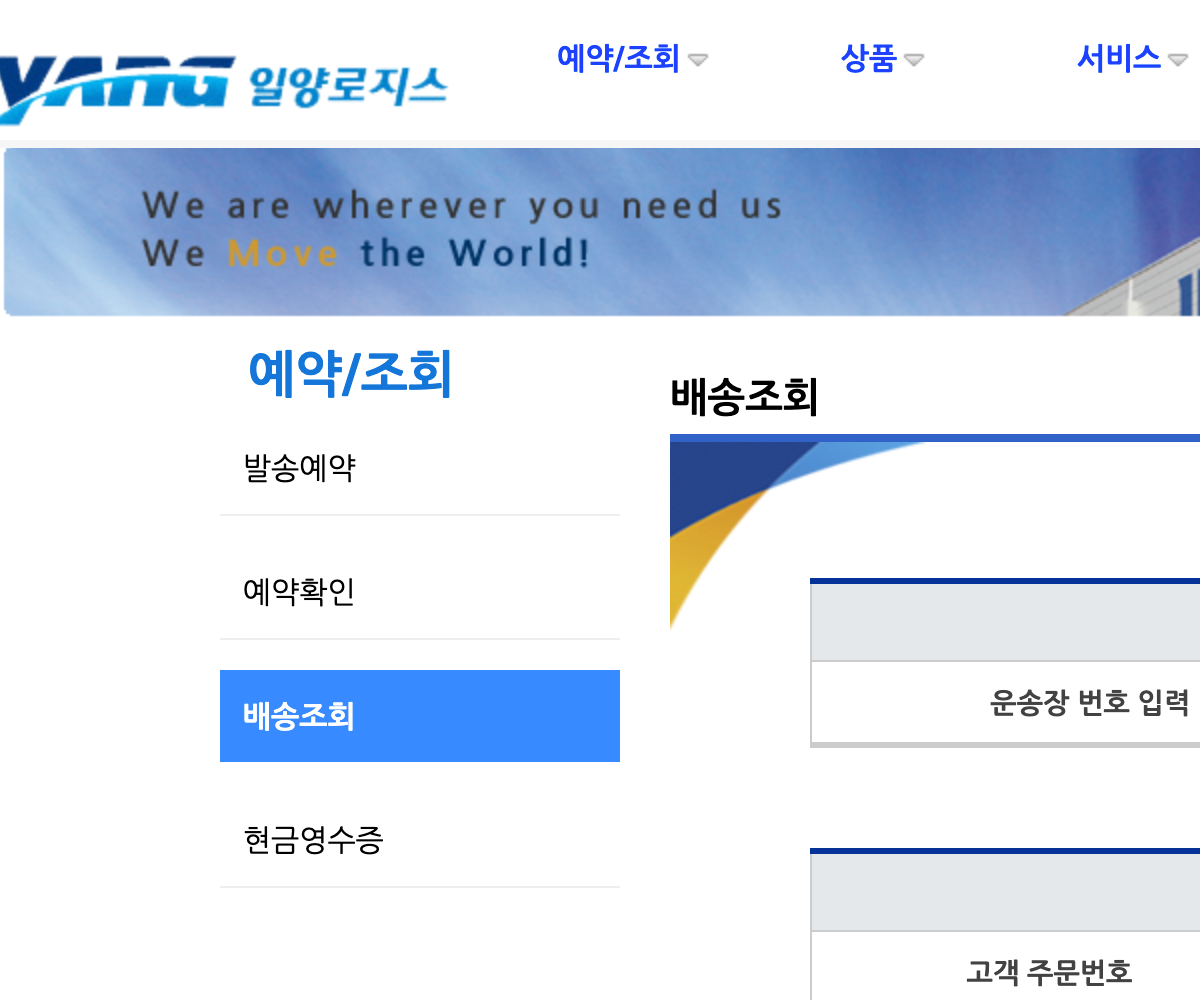 YANG 일양로지스
예약/조회 상품 서비스
We are wherever you need us
We Move the World!
예약/조회
발송예약
예약확인
배송조회
현금영수증
배송조회
운송장 번호 입력
고객 주문번호